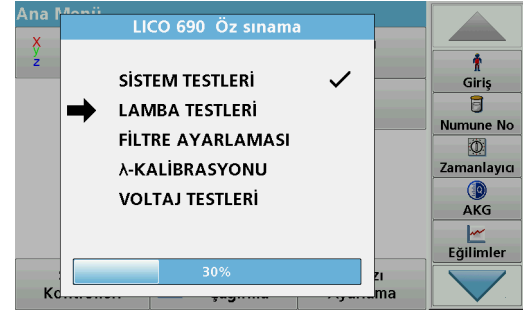 Ana Menü
LICO 690 Öz sınama
x
y
z
SİSTEM TESTLERİ
LAMBA TESTLERİ
FİLTRE AYARLAMASI
λ-KALİBRASYONU
VOLTAJ TESTLERİ
30%
Giriş
Numune No
Zamanlayıcı
AKG
Eğilimler